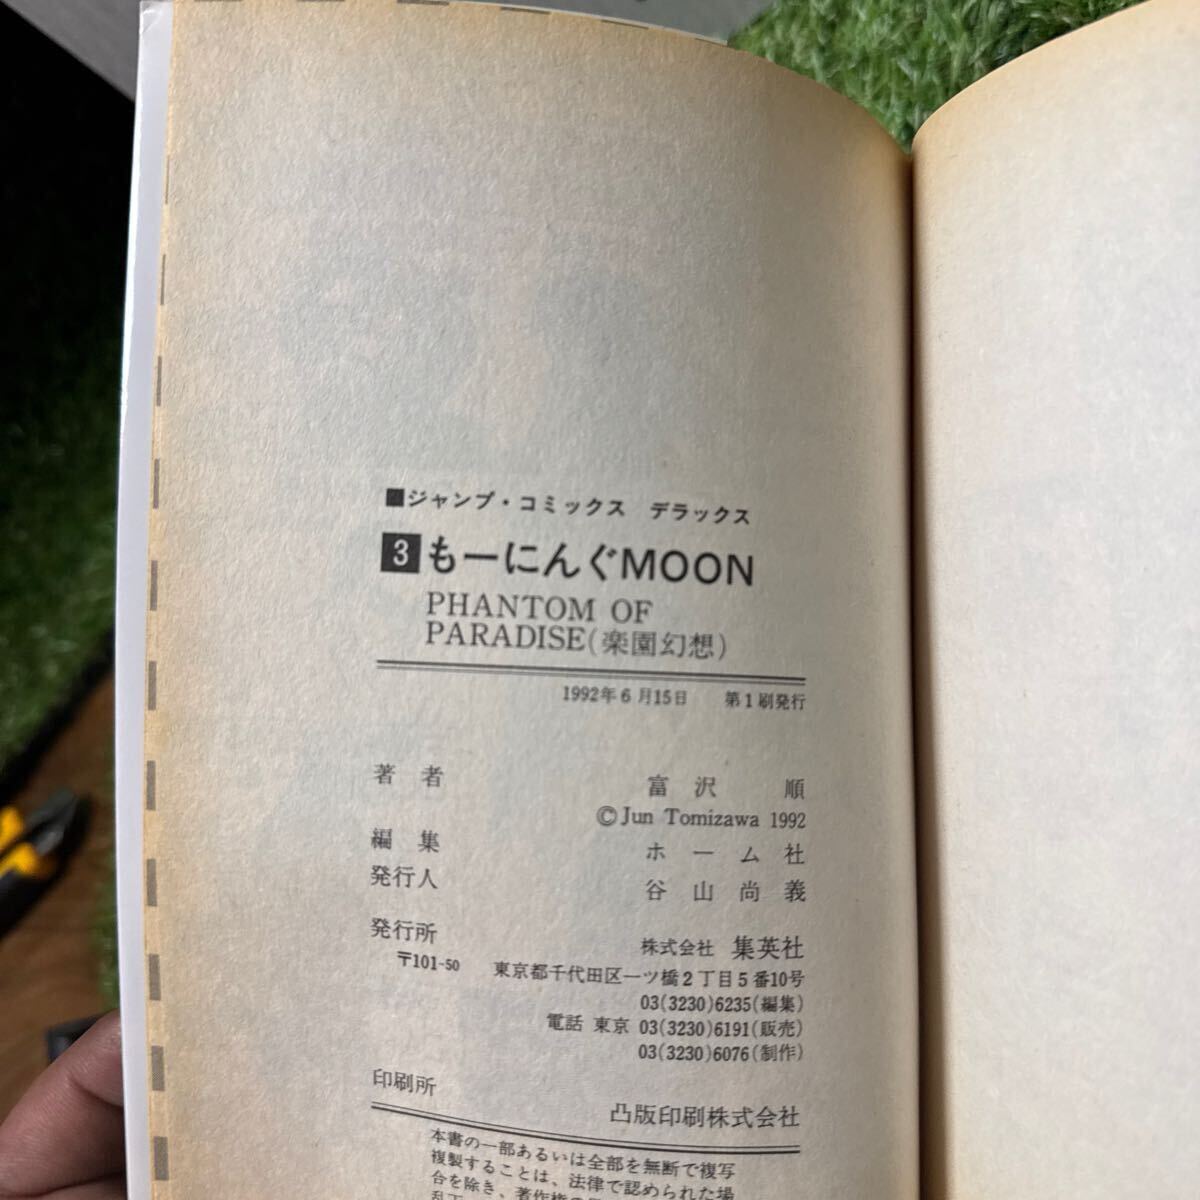 ■ジャンプ・コミックス デラックス
3 もーにんぐMOON
PHANTOM OF
PARADISE(楽園幻想)
1992年6月15日 第1刷発行
著者 富沢順
©Jun Tomizawa 1992
編集 ホーム社
発行人 谷山尚義
発行所 株式会社 集英社
〒101-50 東京都千代田区一ツ橋2丁目5番10号
03(3230)6235(編集)
電話 東京 03(3230)6191(販売)
03(3230)6076(制作)
印刷所
凸版印刷株式会社
本書の一部あるいは全部を無断で複写
複製することは、法律で認められた場
合を除き、著作権の